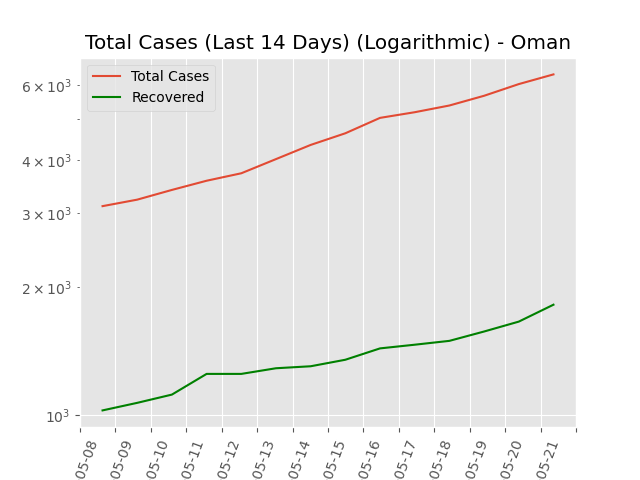 Total Cases (Last 14 Days) (Logarithmic) - Oman
Total Cases
Recovered
6 × 10³
4 × 10³
3 × 10³
2 × 10³
10³
05-08
05-09
05-10
05-11
05-12
05-13
05-14
05-15
05-16
05-17
05-18
05-19
05-20
05-21